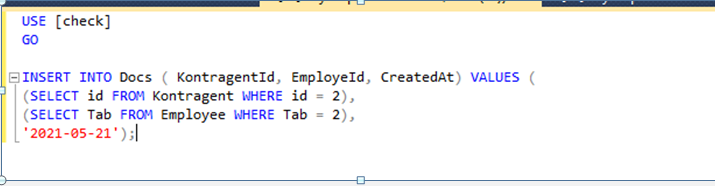 USE [check]
GO
INSERT INTO Docs ( KontragentId, EmployeId, CreatedAt) VALUES (
(SELECT id FROM Kontragent WHERE id = 2),
(SELECT Tab FROM Employee WHERE Tab = 2),
'2021-05-21');